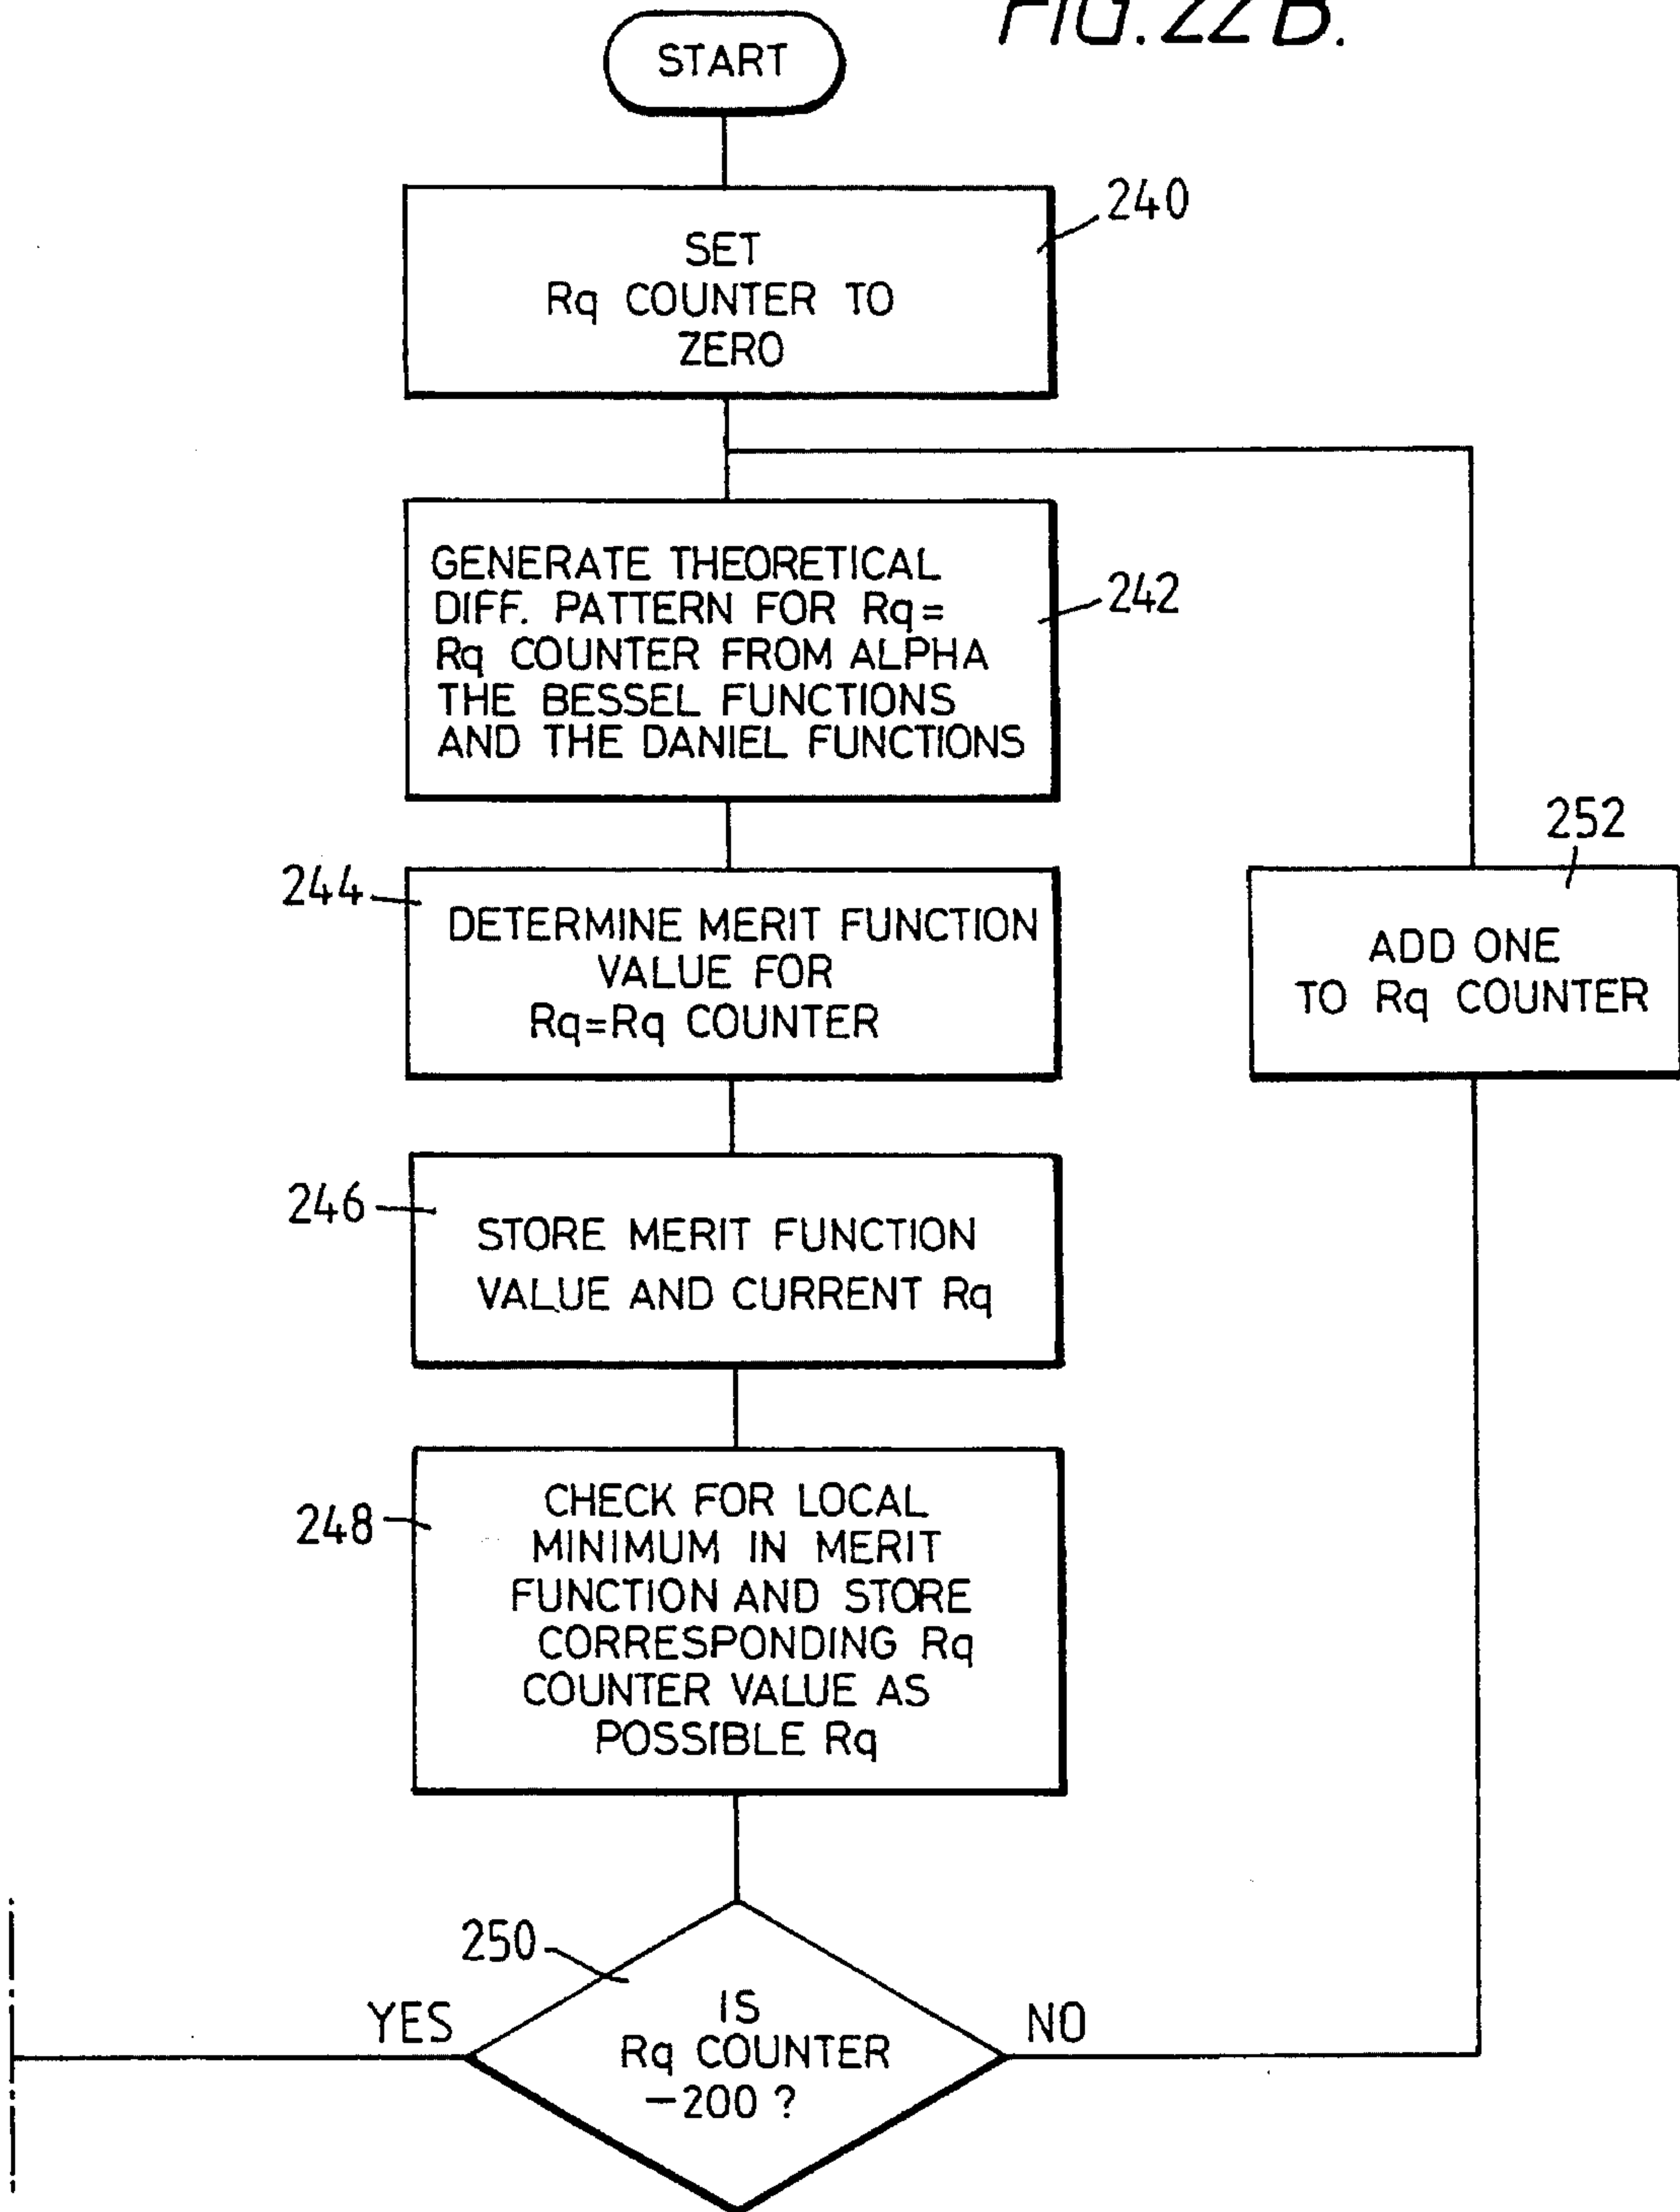 FIG. 22B.
START
240
SET
Rq COUNTER TO
ZERO
GENERATE THEORETICAL
DIFF. PATTERN FOR Rq=
Rq COUNTER FROM ALPHA
THE BESSEL FUNCTIONS
AND THE DANIEL FUNCTIONS
242
252
244
DETERMINE MERIT FUNCTION
VALUE FOR
Rq=Rq COUNTER
ADD ONE
TO Rq COUNTER
246
STORE MERIT FUNCTION
VALUE AND CURRENT Rq
248
CHECK FOR LOCAL
MINIMUM IN MERIT
FUNCTION AND STORE
CORRESPONDING Rq
COUNTER VALUE AS
POSSIBLE Rq
250
YES
IS
Rq COUNTER
—200 ?
NO